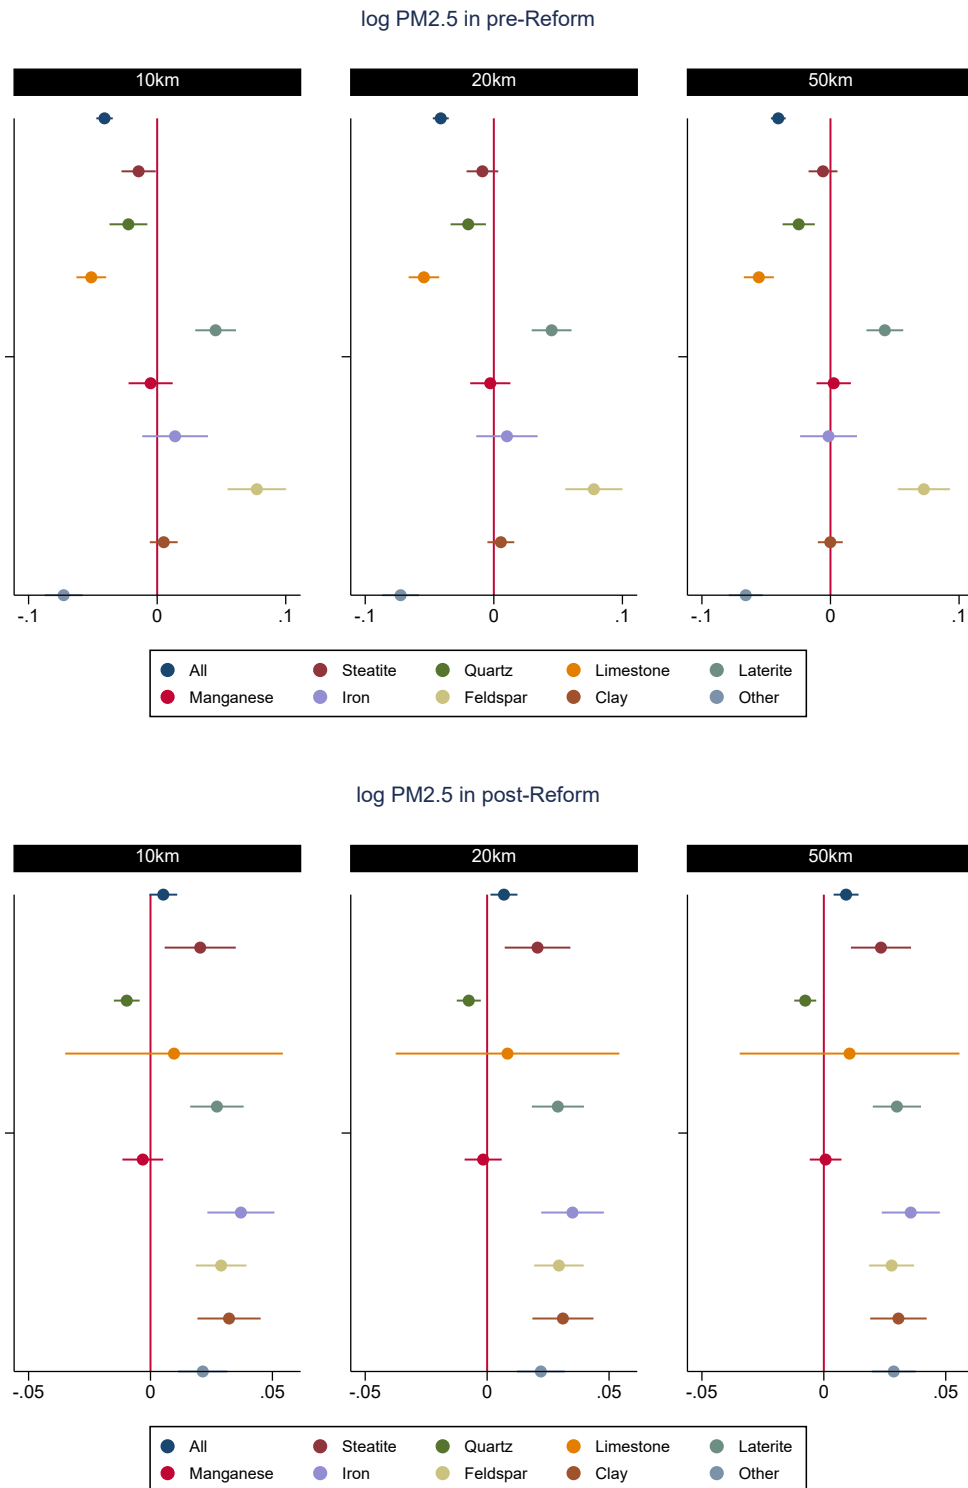 log PM2.5 in pre-Reform
10km 20km 50km
-.1 0 .1 -.1 0 .1 -.1 0 .1
All Steatite Quartz Limestone Laterite
Manganese Iron Feldspar Clay Other
log PM2.5 in post-Reform
10km 20km 50km
-.05 0 .05 -.05 0 .05 -.05 0 .05
All Steatite Quartz Limestone Laterite
Manganese Iron Feldspar Clay Other